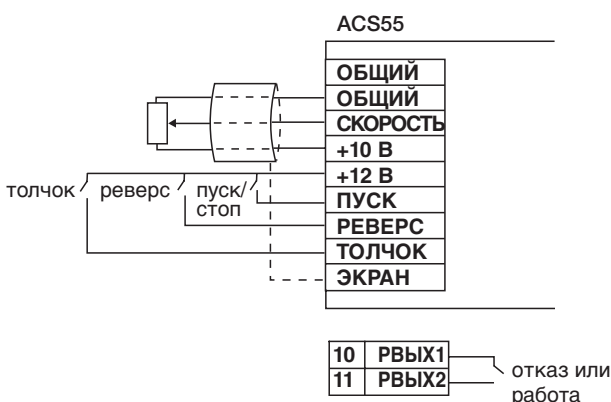 ACS55
ОБЩИЙ
ОБЩИЙ
СКОРОСТЬ
+10 В
+12 В
толчок реверс пуск/
стоп
ПУСК
РЕВЕРС
ТОЛЧОК
ЭКРАН
10 РВЫХ1
11 РВЫХ2
отказ или
работа